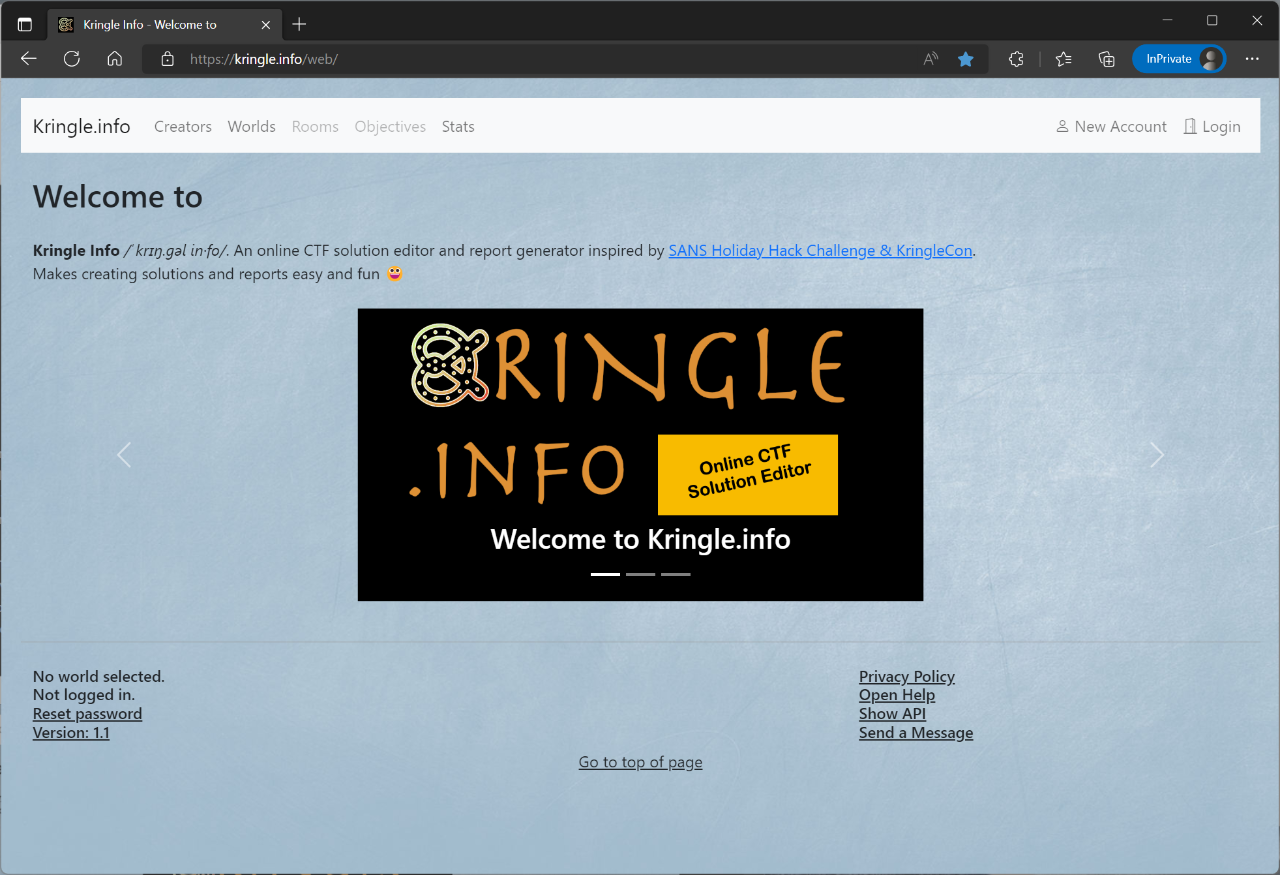 Kringle Info - Welcome to
https://kringle.info/web/
InPrivate
Kringle.info Creators Worlds Rooms Objectives Stats New Account Login
Welcome to
Kringle Info /ˈkrɪŋ.ɡəl in·fo/. An online CTF solution editor and report generator inspired by SANS Holiday Hack Challenge & KringleCon.
Makes creating solutions and reports easy and fun 😀
KRINGLE
.INFO
Online CTF
Solution Editor
Welcome to Kringle.info
No world selected.
Not logged in.
Reset password
Version: 1.1
Privacy Policy
Open Help
Show API
Send a Message
Go to top of page